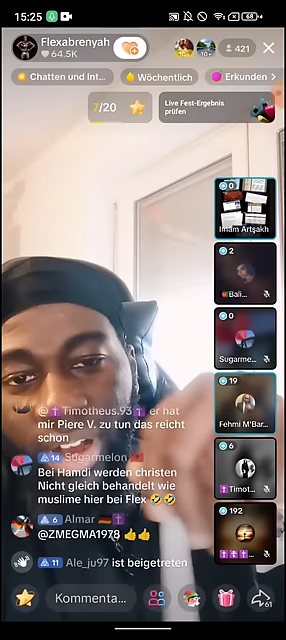 15:25
68
Flexabrenyah
64.5K
421
Chatten und Int...
Wöchentlich
Erkunden
7/20
Live Fest-Ergebnis
prüfen
0
Imam Artşakh
2
Bali...
0
Sugarme...
19
Fehmi M'Bar...
6
Timot...
192
@ Timotheus.93 er hat
mir Piere V. zu tun das reicht
schon
14 Sugarmelon
Bei Hamdi werden christen
Nicht gleich behandelt wie
muslime hier bei Flex 🤣🤣
6 Almar
@ZMEGMA1978 👍👍
11 Ale_ju97 ist beigetreten
Kommenta...
61